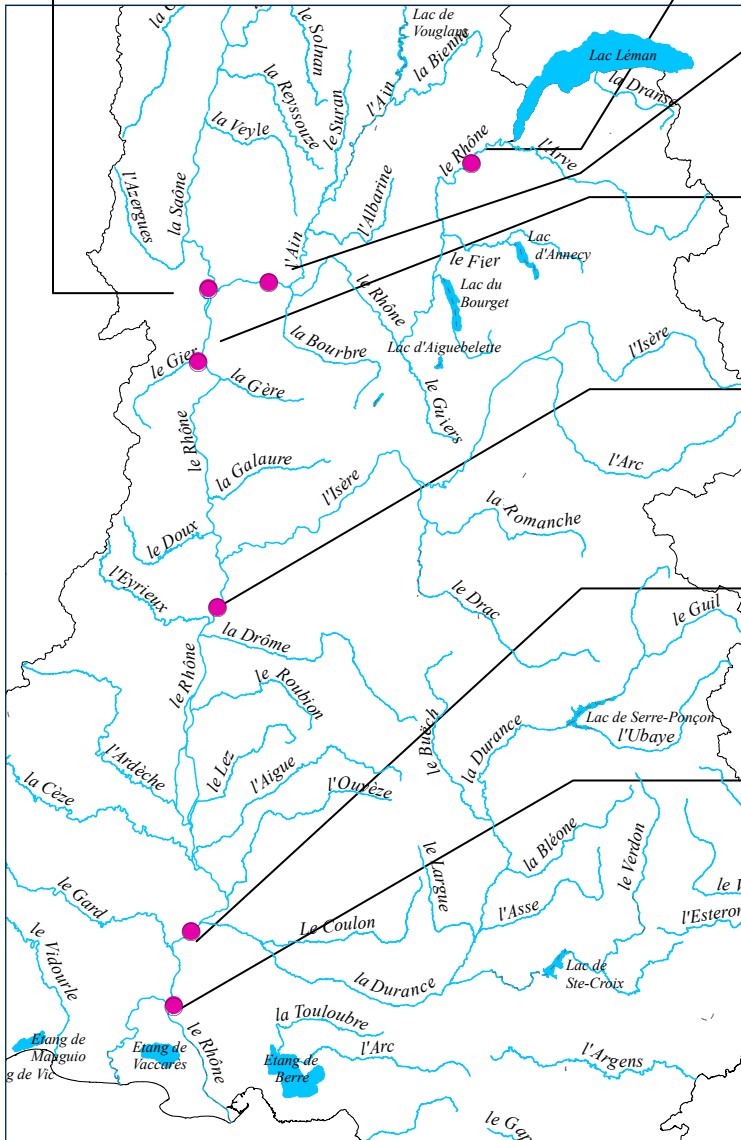 le Solnan
Lac de
Vouglans
la Bienne
Lac Léman
la Dranse
la Reyssouze
le Suran
l'Ain
la Veyle
le Rhône
l'Arve
l'Azergues
la Saône
l'Albarine
l'Ain
Lac
d'Annecy
le Fier
le Rhône
Lac du
Bourget
le Gier
la Bourbre
Lac d'Aiguebelette
l'Isère
la Gère
le Guiers
le Rhône
la Galaure
l'Isère
l'Arc
la Romanche
le Doux
l'Eyrieux
le Drac
le Guil
la Drôme
le Rhône
le Roubion
le Buëch
la Durance
Lac de Serre-Ponçon
l'Ubaye
l'Ardèche
le Lez
l'Aigue
la Cèze
l'Ouvèze
la Bléone
le Verdon
le Largue
le Gard
Le Coulon
l'Asse
l'Esteron
le Vidourle
la Durance
Lac de
Ste-Croix
la Touloubre
Etang de
Mauguio
g de Vic
Etang de
Vaccarès
le Rhône
Etang de
Berre
l'Arc
l'Argens